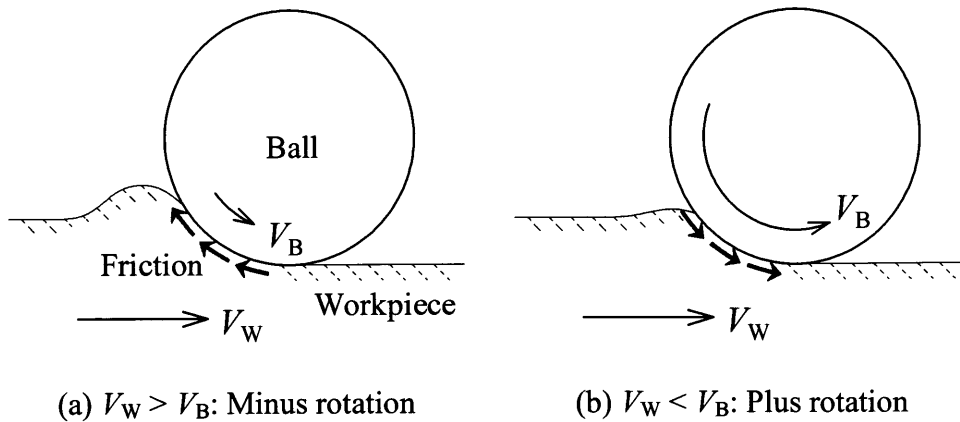 Ball
V_B
V_B
Friction
Workpiece
V_W
V_W
(a) V_W > V_B: Minus rotation
(b) V_W < V_B: Plus rotation